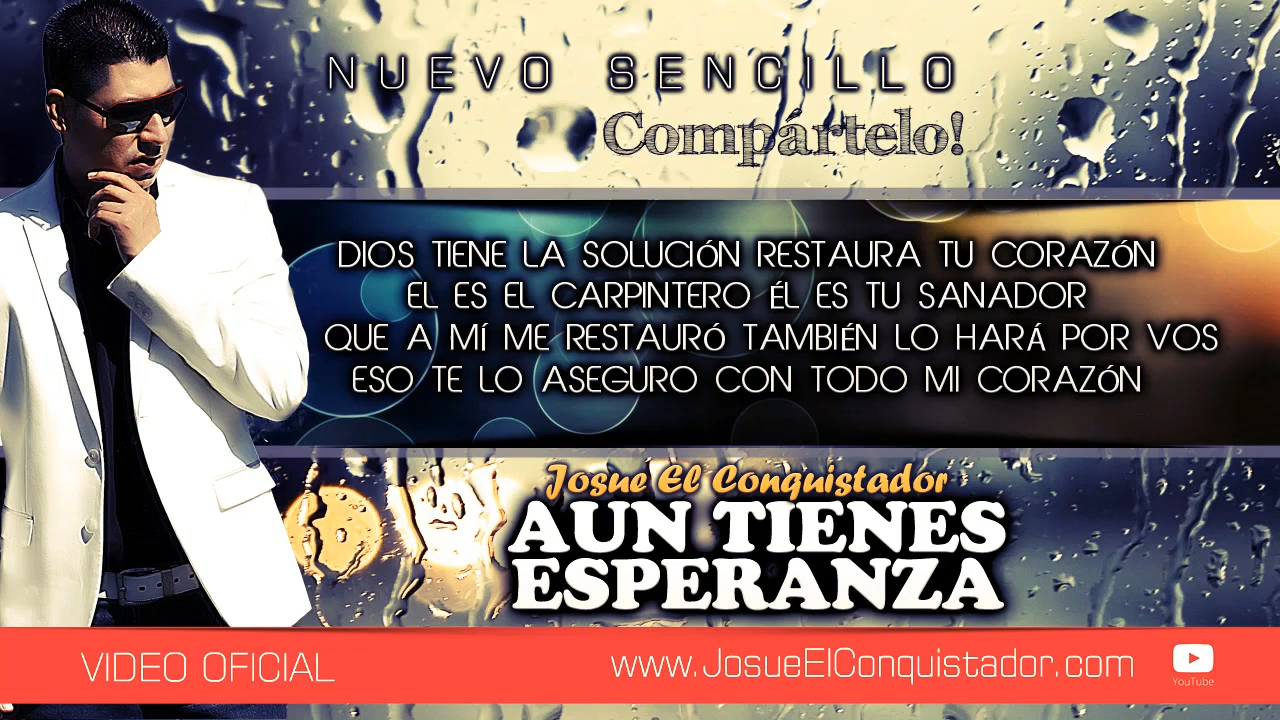 NUEVO SENCILLO
Compártelo!
DIOS TIENE LA SOLUCIÓN RESTAURA TU CORAZÓN
EL ES EL CARPINTERO ÉL ES TU SANADOR
QUE A MÍ ME RESTAURÓ TAMBIÉN LO HARÁ POR VOS
ESO TE LO ASEGURO CON TODO MI CORAZÓN
Josue El Conquistador
AUN TIENES
ESPERANZA
VIDEO OFICIAL
www.JosueElConquistador.com
YouTube